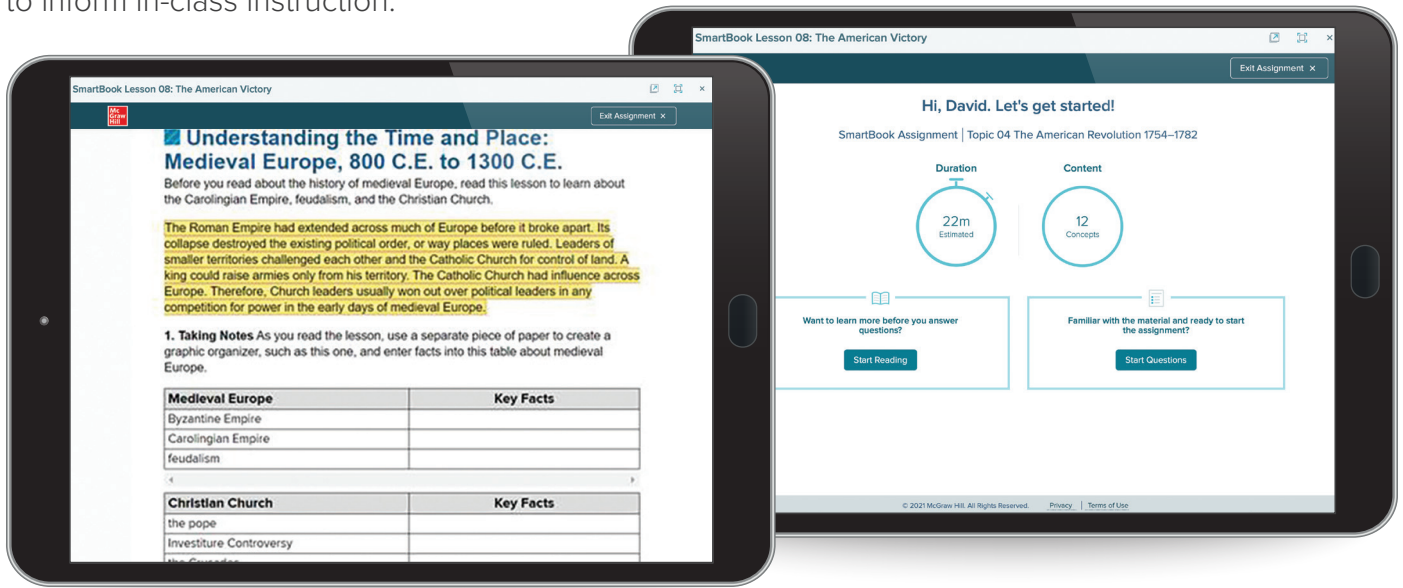 to inform in-class instruction.
SmartBook Lesson 08: The American Victory
Mc
Graw
Hill
Exit Assignment ×
Understanding the Time and Place:
Medieval Europe, 800 C.E. to 1300 C.E.
Before you read about the history of medieval Europe, read this lesson to learn about
the Carolingian Empire, feudalism, and the Christian Church.
The Roman Empire had extended across much of Europe before it broke apart. Its
collapse destroyed the existing political order, or way places were ruled. Leaders of
smaller territories challenged each other and the Catholic Church for control of land. A
king could raise armies only from his territory. The Catholic Church had influence across
Europe. Therefore, Church leaders usually won out over political leaders in any
competition for power in the early days of medieval Europe.
1. Taking Notes As you read the lesson, use a separate piece of paper to create a
graphic organizer, such as this one, and enter facts into this table about medieval
Europe.
Medieval Europe Key Facts
Byzantine Empire
Carolingian Empire
feudalism
Christian Church Key Facts
the pope
Investiture Controversy
the Crusades
SmartBook Lesson 08: The American Victory
Exit Assignment ×
Hi, David. Let's get started!
SmartBook Assignment | Topic 04 The American Revolution 1754–1782
Duration
22m
Estimated
Content
12
Concepts
Want to learn more before you answer
questions?
Start Reading
Familiar with the material and ready to start
the assignment?
Start Questions
© 2021 McGraw Hill. All Rights Reserved. Privacy | Terms of Use